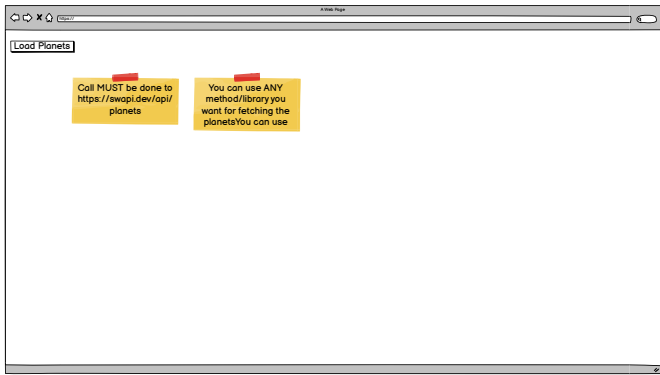 A Web Page
https://
Load Planets
Call MUST be done to
https://swapi.dev/api/
planets
You can use ANY
method/library you
want for fetching the
planetsYou can use